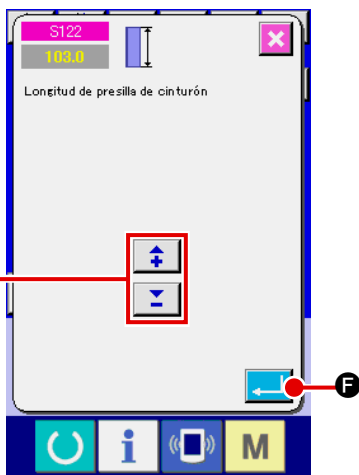 S122
103.0
Longitud de presilla de cinturón
F
i
M